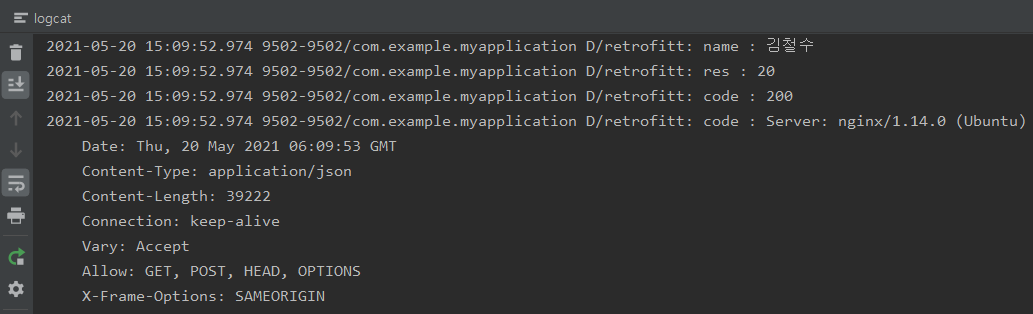 logcat
2021-05-20 15:09:52.974 9502-9502/com.example.myapplication D/retrofitt: name : 김철수
2021-05-20 15:09:52.974 9502-9502/com.example.myapplication D/retrofitt: res : 20
2021-05-20 15:09:52.974 9502-9502/com.example.myapplication D/retrofitt: code : 200
2021-05-20 15:09:52.974 9502-9502/com.example.myapplication D/retrofitt: code : Server: nginx/1.14.0 (Ubuntu)
Date: Thu, 20 May 2021 06:09:53 GMT
Content-Type: application/json
Content-Length: 39222
Connection: keep-alive
Vary: Accept
Allow: GET, POST, HEAD, OPTIONS
X-Frame-Options: SAMEORIGIN